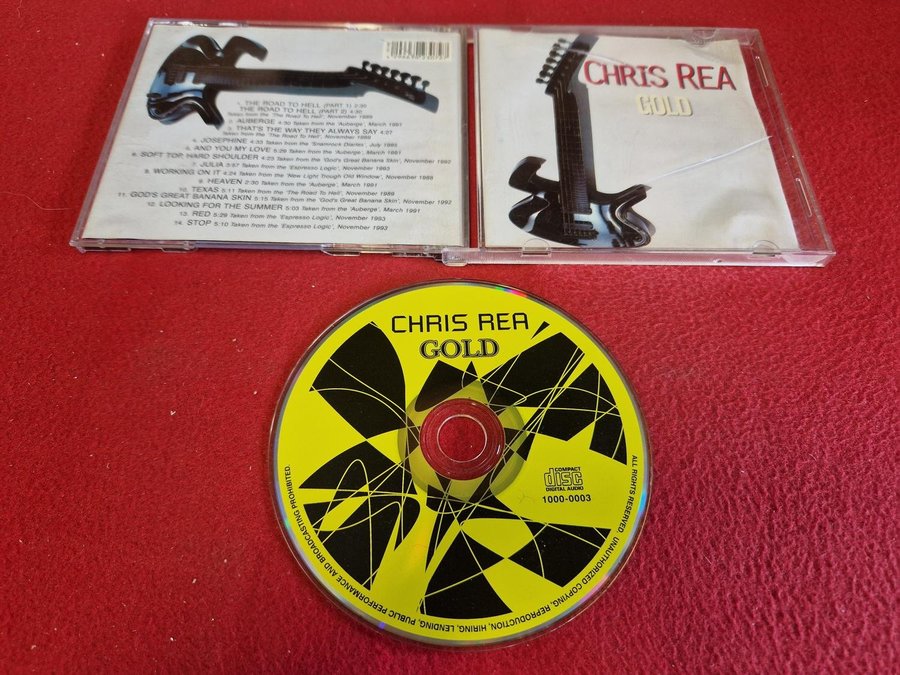 1. THE ROAD TO HELL (PART 1) 2:30
THE ROAD TO HELL (PART 2) 4:30
Taken from the 'The Road To Hell', November 1989
2. AUBERGE 4:30 Taken from the 'Auberge', March 1991
3. THAT'S THE WAY THEY ALWAYS SAY 4:27
Taken from the 'The Road To Hell', November 1989
4. JOSEPHINE 4:33 Taken from the 'Snamrock Diaries', July 1985
5. AND YOU MY LOVE 5:29 Taken from the 'Auberge', March 1991
6. SOFT TOP, HARD SHOULDER 4:23 Taken from the 'God's Great Banana Skin', November 1992
7. JULIA 3:57 Taken from the 'Espresso Logic', November 1993
8. WORKING ON IT 4:24 Taken from the 'New Light Trough Old Window', November 1988
9. HEAVEN 2:30 Taken from the 'Auberge', March 1991
10. TEXAS 5:11 Taken from the 'The Road To Hell', November 1989
11. GOD'S GREAT BANANA SKIN 5:15 Taken from the 'God's Great Banana Skin', November 1992
12. LOOKING FOR THE SUMMER 5:03 Taken from the 'Auberge', March 1991
13. RED 5:29 Taken from the 'Espresso Logic', November 1993
14. STOP 5:10 Taken from the 'Espresso Logic', November 1993
CHRIS REA
GOLD
CHRIS REA
GOLD
COMPACT
disc
DIGITAL AUDIO
1000-0003
ALL RIGHTS RESERVED. UNAUTHORIZED COPYING, REPRODUCTION, HIRING, LENDING, PUBLIC PERFORMANCE AND BROADCASTING PROHIBITED.